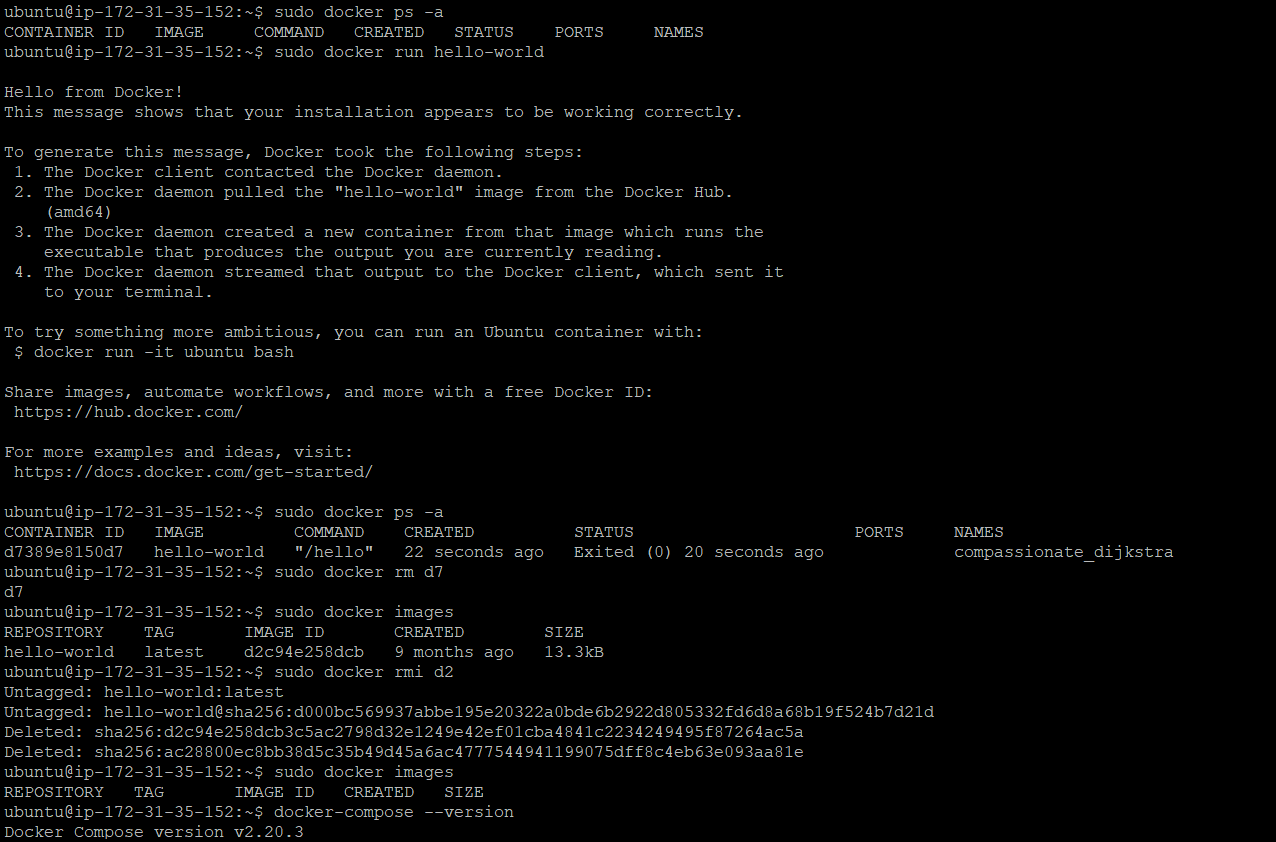 ubuntu@ip-172-31-35-152:~$ sudo docker ps -a
CONTAINER ID   IMAGE     COMMAND   CREATED   STATUS    PORTS     NAMES
ubuntu@ip-172-31-35-152:~$ sudo docker run hello-world

Hello from Docker!
This message shows that your installation appears to be working correctly.

To generate this message, Docker took the following steps:
 1. The Docker client contacted the Docker daemon.
 2. The Docker daemon pulled the "hello-world" image from the Docker Hub.
    (amd64)
 3. The Docker daemon created a new container from that image which runs the
    executable that produces the output you are currently reading.
 4. The Docker daemon streamed that output to the Docker client, which sent it
    to your terminal.

To try something more ambitious, you can run an Ubuntu container with:
 $ docker run -it ubuntu bash

Share images, automate workflows, and more with a free Docker ID:
 https://hub.docker.com/

For more examples and ideas, visit:
 https://docs.docker.com/get-started/

ubuntu@ip-172-31-35-152:~$ sudo docker ps -a
CONTAINER ID   IMAGE         COMMAND    CREATED          STATUS                      PORTS     NAMES
d7389e8150d7   hello-world   "/hello"   22 seconds ago   Exited (0) 20 seconds ago             compassionate_dijkstra
ubuntu@ip-172-31-35-152:~$ sudo docker rm d7
d7
ubuntu@ip-172-31-35-152:~$ sudo docker images
REPOSITORY    TAG       IMAGE ID       CREATED        SIZE
hello-world   latest    d2c94e258dcb   9 months ago   13.3kB
ubuntu@ip-172-31-35-152:~$ sudo docker rmi d2
Untagged: hello-world:latest
Untagged: hello-world@sha256:d000bc569937abbe195e20322a0bde6b2922d805332fd6d8a68b19f524b7d21d
Deleted: sha256:d2c94e258dcb3c5ac2798d32e1249e42ef01cba4841c2234249495f87264ac5a
Deleted: sha256:ac28800ec8bb38d5c35b49d45a6ac4777544941199075dff8c4eb63e093aa81e
ubuntu@ip-172-31-35-152:~$ sudo docker images
REPOSITORY   TAG       IMAGE ID   CREATED   SIZE
ubuntu@ip-172-31-35-152:~$ docker-compose --version
Docker Compose version v2.20.3